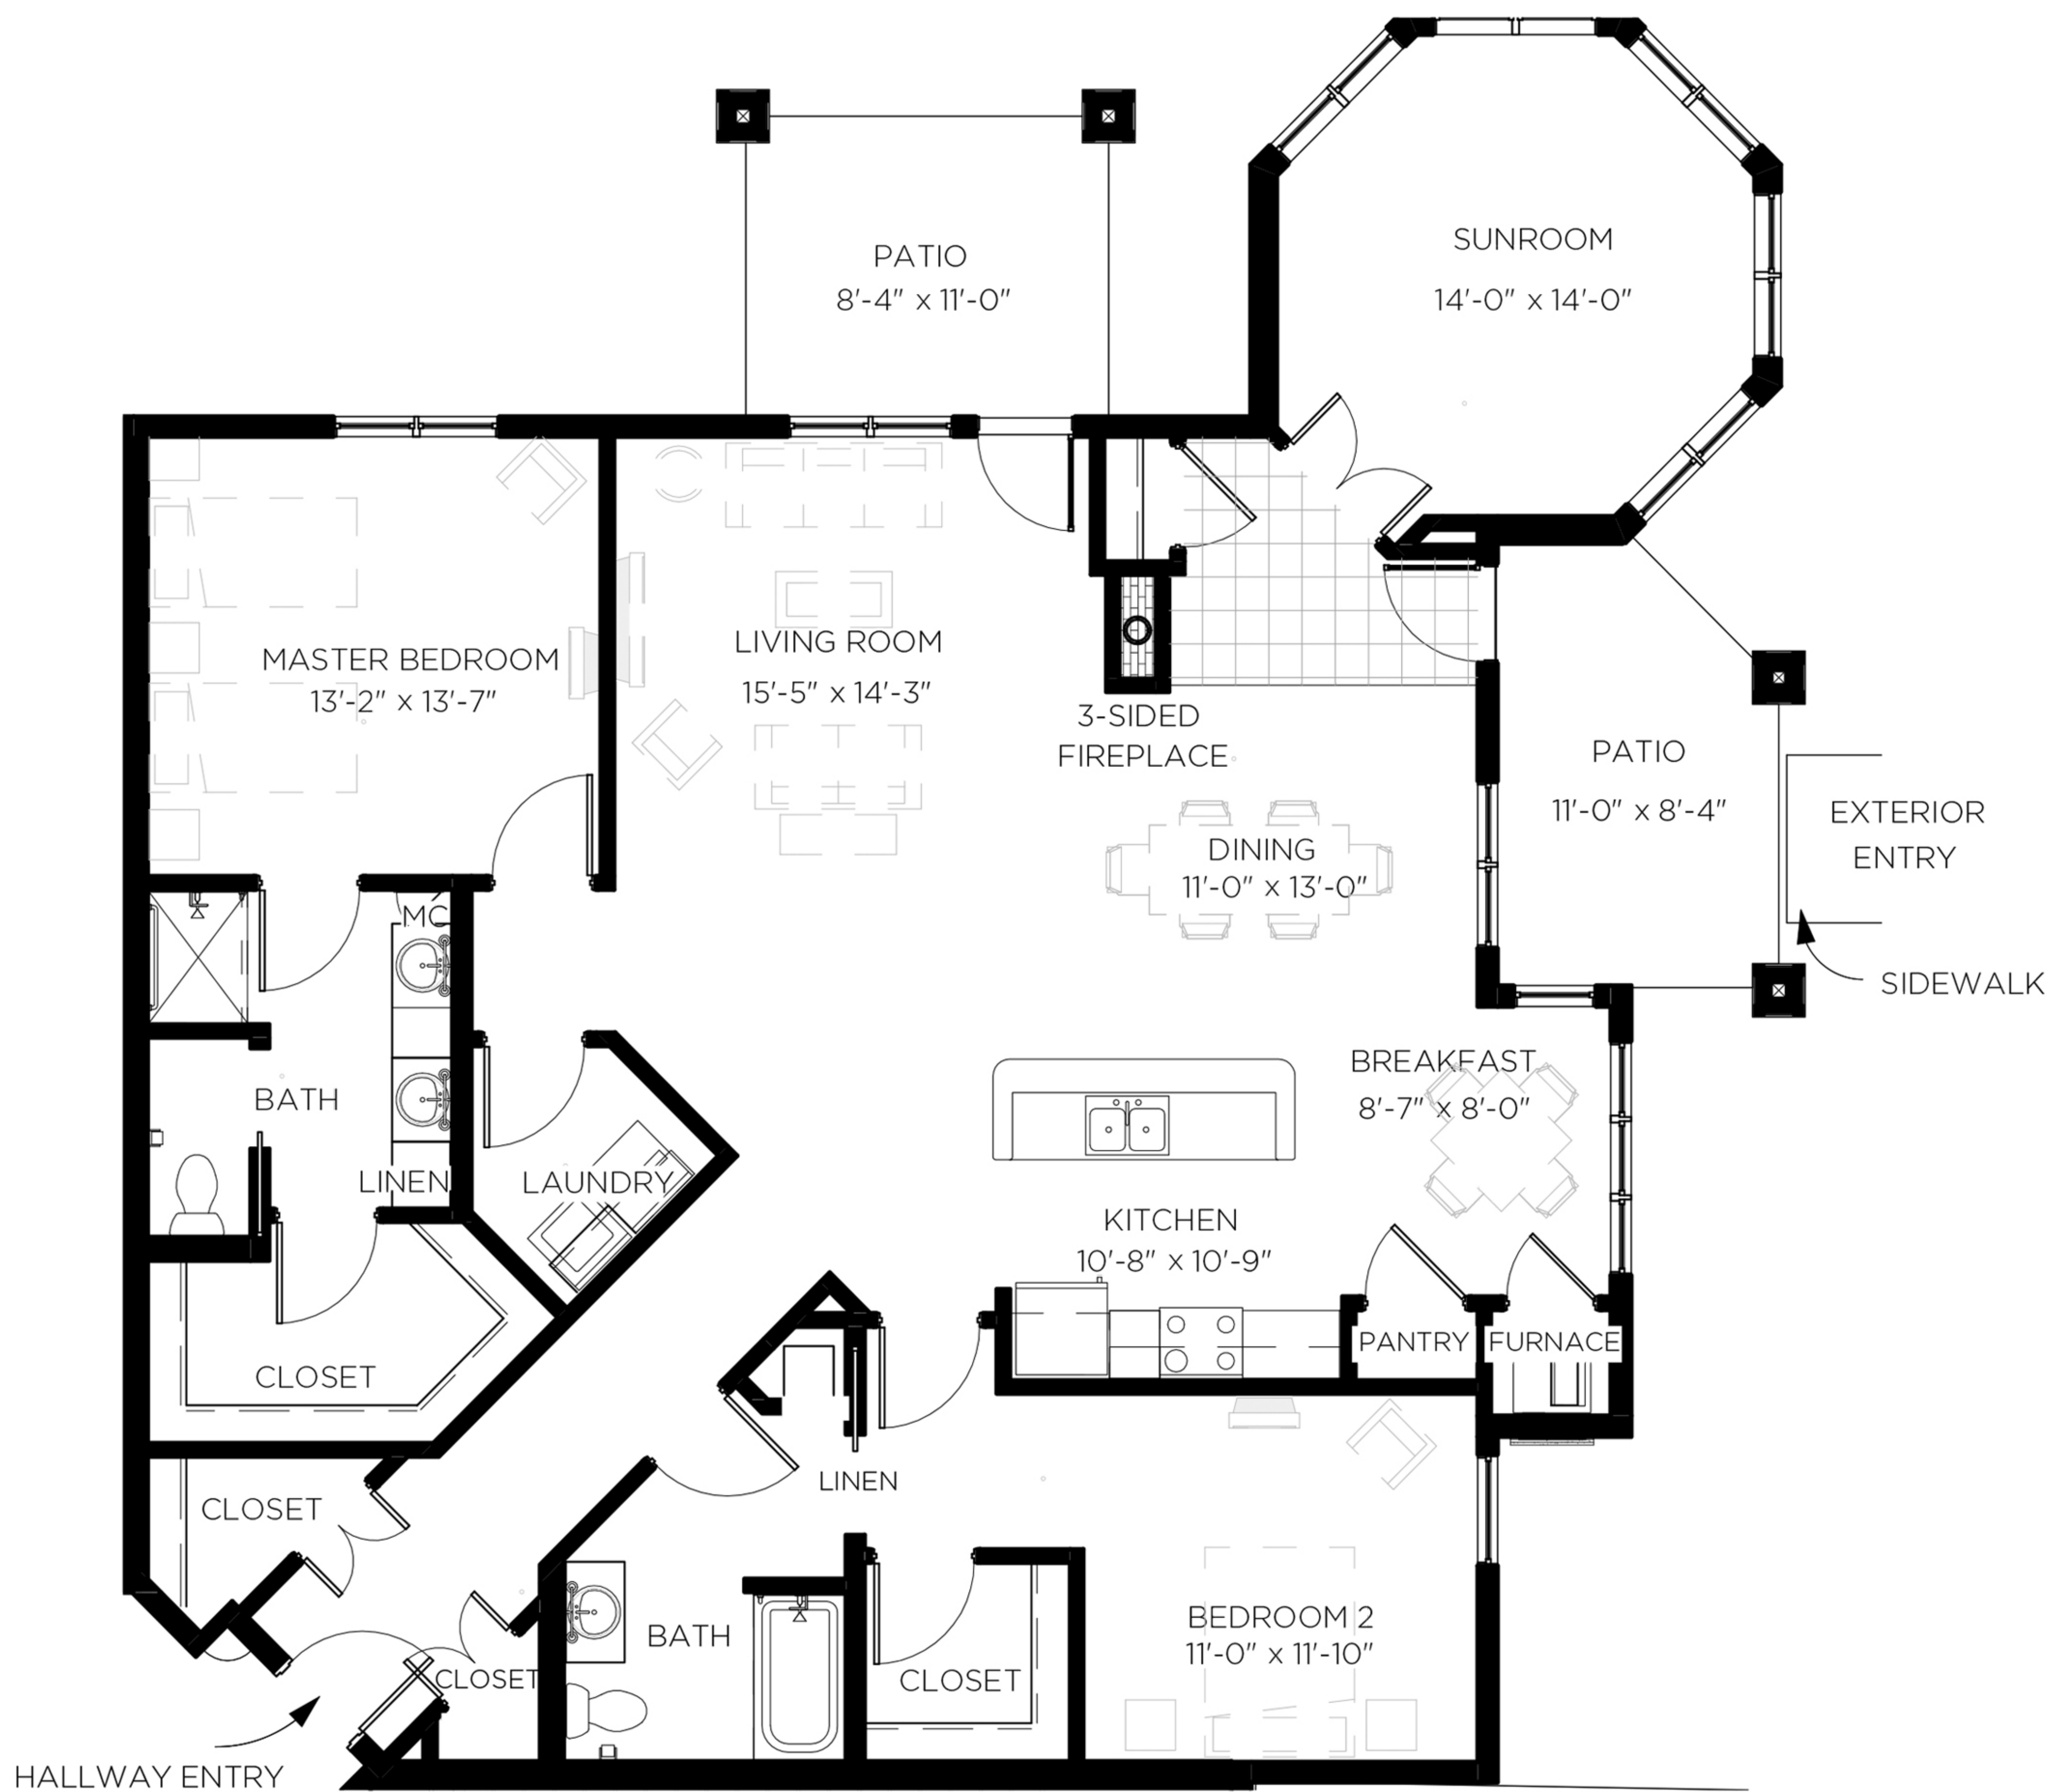 PATIO
8'-4" x 11'-0"
SUNROOM
14'-0" x 14'-0"
MASTER BEDROOM
13'-2" x 13'-7"
LIVING ROOM
15'-5" x 14'-3"
3-SIDED
FIREPLACE
PATIO
11'-0" x 8'-4"
EXTERIOR
ENTRY
DINING
11'-0" x 13'-0"
MC
SIDEWALK
BREAKFAST
8'-7" x 8'-0"
BATH
LINEN
LAUNDRY
KITCHEN
10'-8" x 10'-9"
PANTRY
FURNACE
CLOSET
LINEN
CLOSET
BEDROOM 2
11'-0" x 11'-10"
BATH
CLOSET
CLOSET
HALLWAY ENTRY